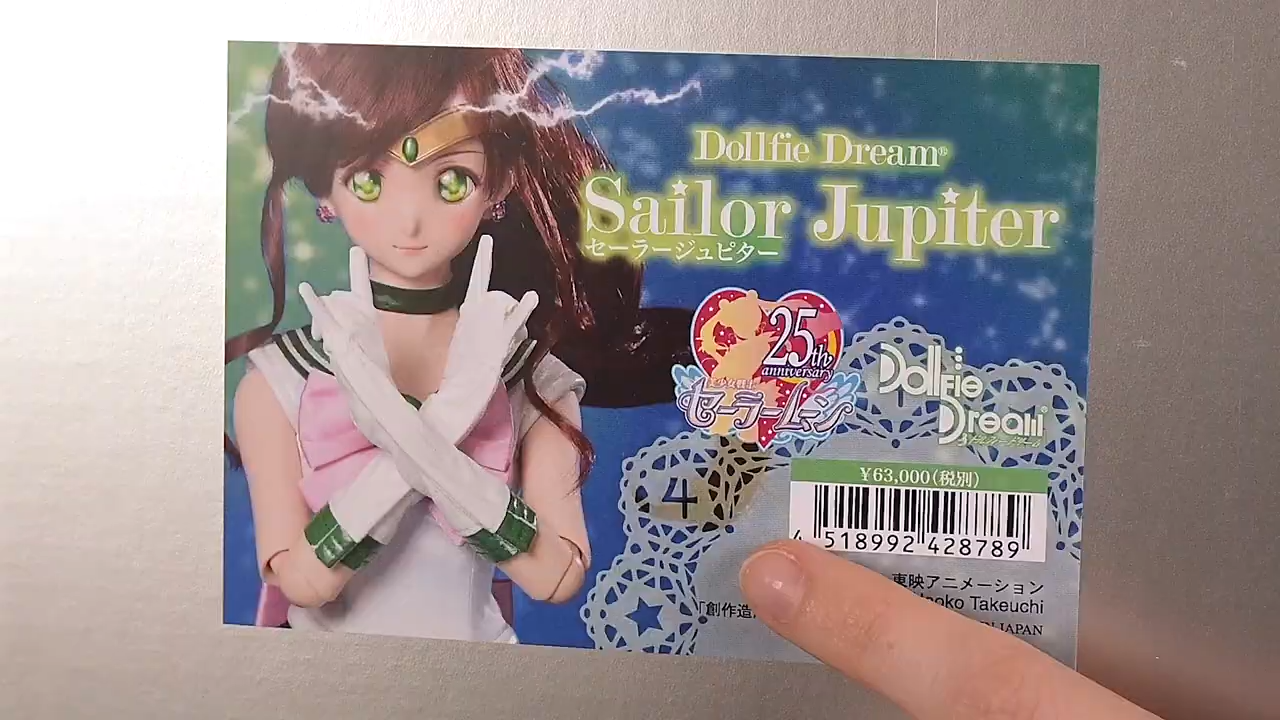 Dollfie Dream®
Sailor Jupiter
セーラージュピター
25th
anniversary
美少女戦士
セーラームーン
Dollfie
Dream®
¥63,000(税別)
4 518992 428789
東映アニメーション
Takeuchi
「創作造
JAPAN